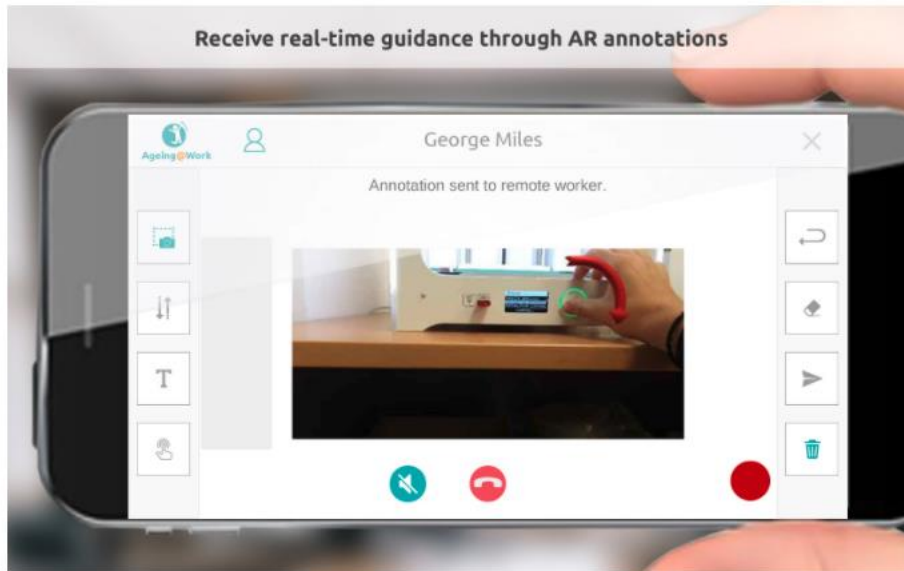 Receive real-time guidance through AR annotations
Ageing@Work
George Miles
Annotation sent to remote worker.
T